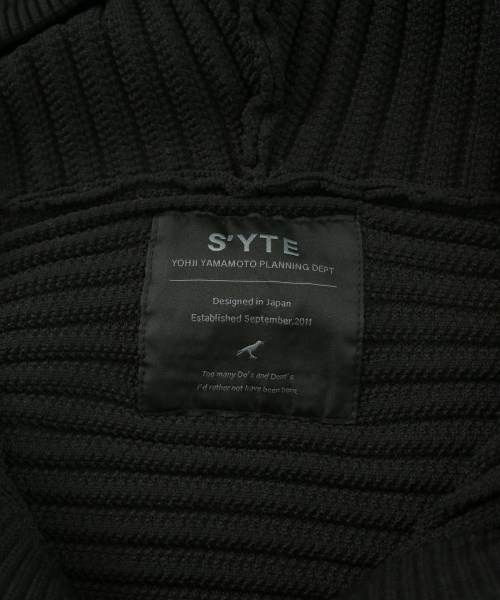 S'YTE
YOHJI YAMAMOTO PLANNING DEPT
Designed in Japan
Established September,2011
Too many Do's and Dont's
I'd rather not have been born.